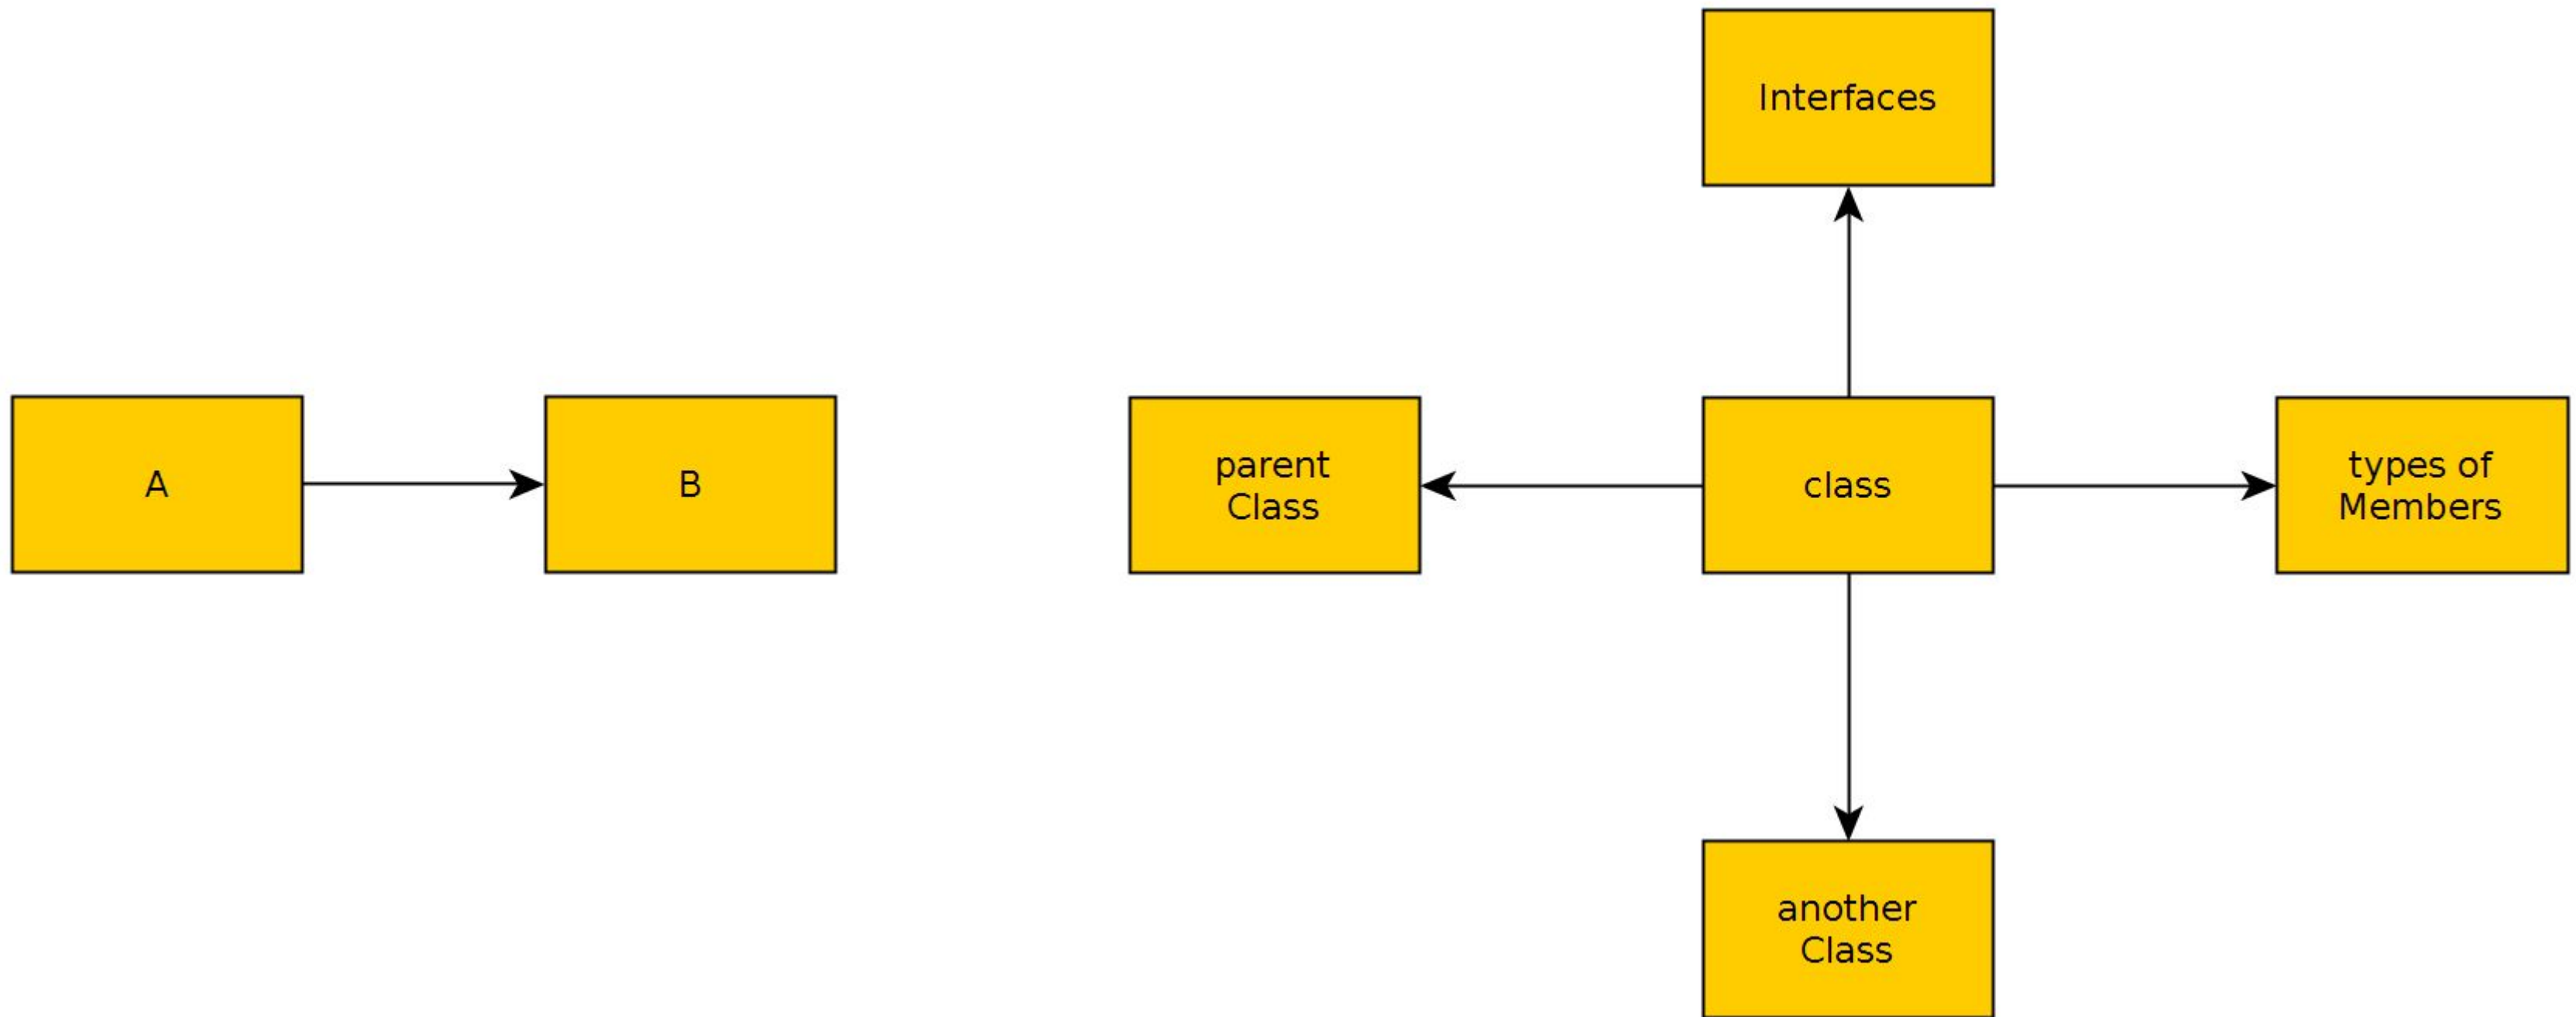 Interfaces
A
B
parent
Class
class
types of
Members
another
Class